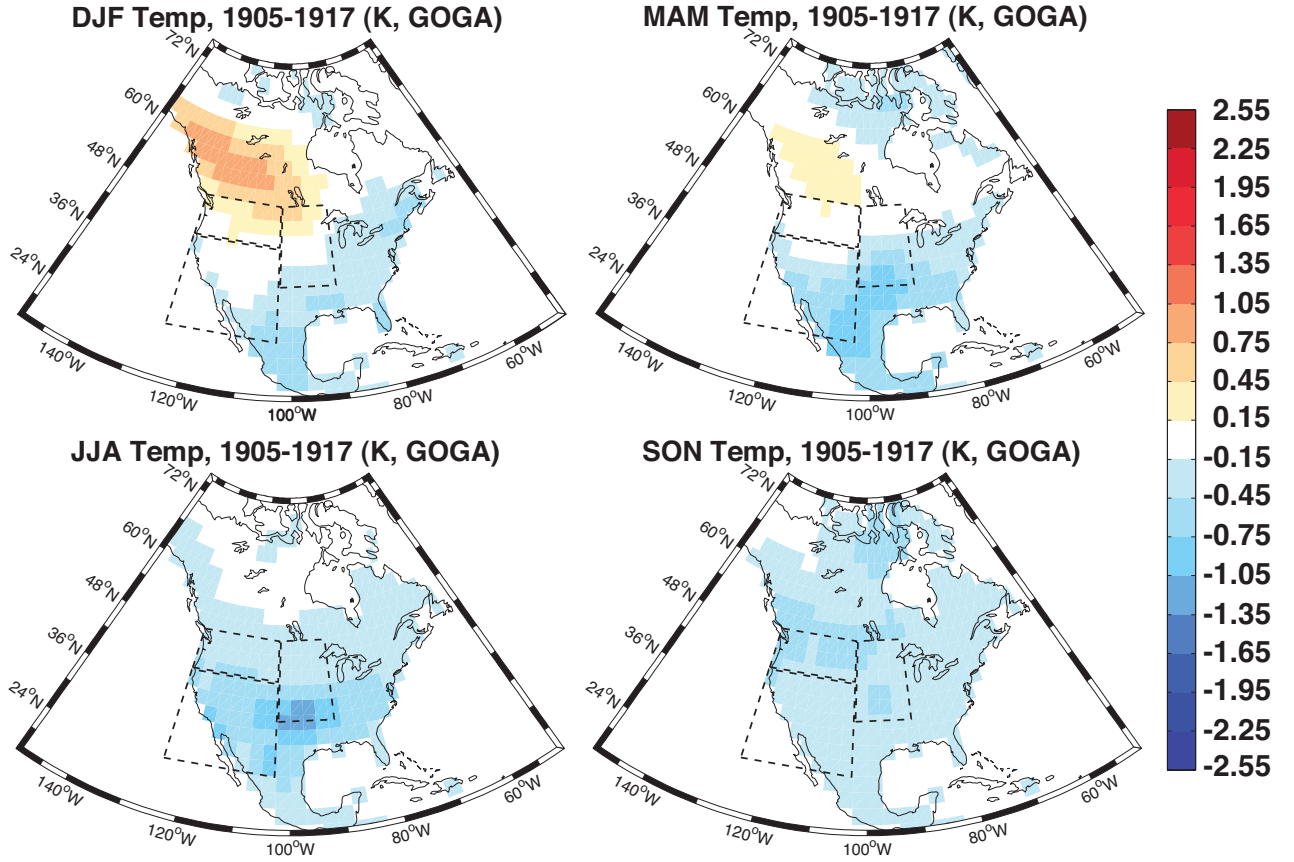 DJF Temp, 1905-1917 (K, GOGA)
72°N
60°N
48°N
36°N
24°N
140°W
120°W
100°W
80°W
60°W
MAM Temp, 1905-1917 (K, GOGA)
72°N
60°N
48°N
36°N
24°N
140°W
120°W
100°W
80°W
60°W
JJA Temp, 1905-1917 (K, GOGA)
72°N
60°N
48°N
36°N
24°N
140°W
120°W
100°W
80°W
60°W
SON Temp, 1905-1917 (K, GOGA)
72°N
60°N
48°N
36°N
24°N
140°W
120°W
100°W
80°W
60°W
2.55
2.25
1.95
1.65
1.35
1.05
0.75
0.45
0.15
-0.15
-0.45
-0.75
-1.05
-1.35
-1.65
-1.95
-2.25
-2.55